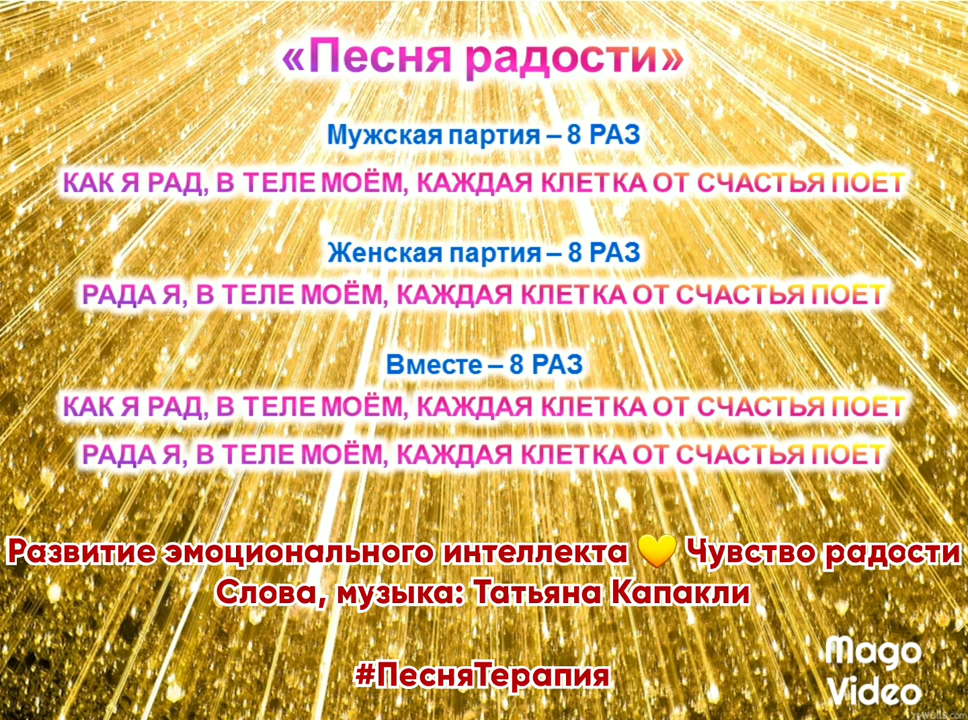 «Песня радости»
Мужская партия – 8 РАЗ
КАК Я РАД, В ТЕЛЕ МОЁМ, КАЖДАЯ КЛЕТКА ОТ СЧАСТЬЯ ПОЕТ
Женская партия – 8 РАЗ
РАДА Я, В ТЕЛЕ МОЁМ, КАЖДАЯ КЛЕТКА ОТ СЧАСТЬЯ ПОЕТ
Вместе – 8 РАЗ
КАК Я РАД, В ТЕЛЕ МОЁМ, КАЖДАЯ КЛЕТКА ОТ СЧАСТЬЯ ПОЕТ
РАДА Я, В ТЕЛЕ МОЁМ, КАЖДАЯ КЛЕТКА ОТ СЧАСТЬЯ ПОЕТ
Развитие эмоционального интеллекта 💛 Чувство радости
Слова, музыка: Татьяна Капакли
#ПесняТерапия
Mago
Video